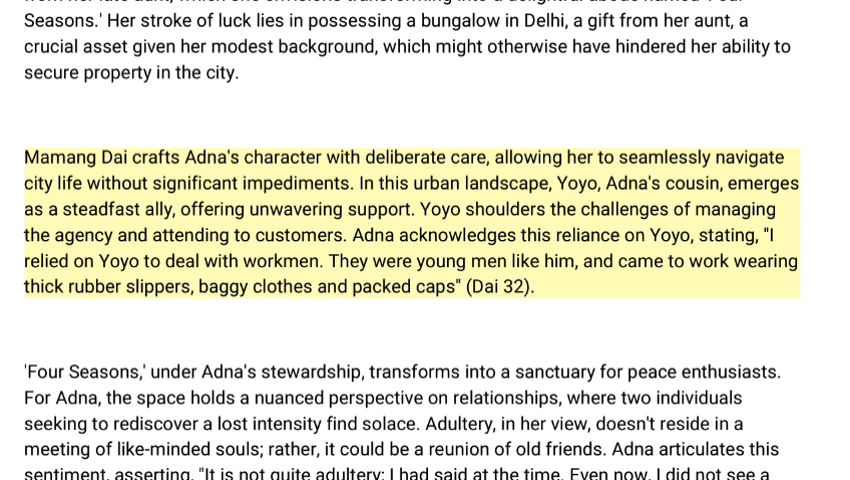 Seasons.' Her stroke of luck lies in possessing a bungalow in Delhi, a gift from her aunt, a
crucial asset given her modest background, which might otherwise have hindered her ability to
secure property in the city.
Mamang Dai crafts Adna's character with deliberate care, allowing her to seamlessly navigate
city life without significant impediments. In this urban landscape, Yoyo, Adna's cousin, emerges
as a steadfast ally, offering unwavering support. Yoyo shoulders the challenges of managing
the agency and attending to customers. Adna acknowledges this reliance on Yoyo, stating, "I
relied on Yoyo to deal with workmen. They were young men like him, and came to work wearing
thick rubber slippers, baggy clothes and packed caps" (Dai 32).
'Four Seasons,' under Adna's stewardship, transforms into a sanctuary for peace enthusiasts.
For Adna, the space holds a nuanced perspective on relationships, where two individuals
seeking to rediscover a lost intensity find solace. Adultery, in her view, doesn't reside in a
meeting of like-minded souls; rather, it could be a reunion of old friends. Adna articulates this
sentiment, asserting, "It is not quite adultery; I had said at the time. Even now, I did not see a